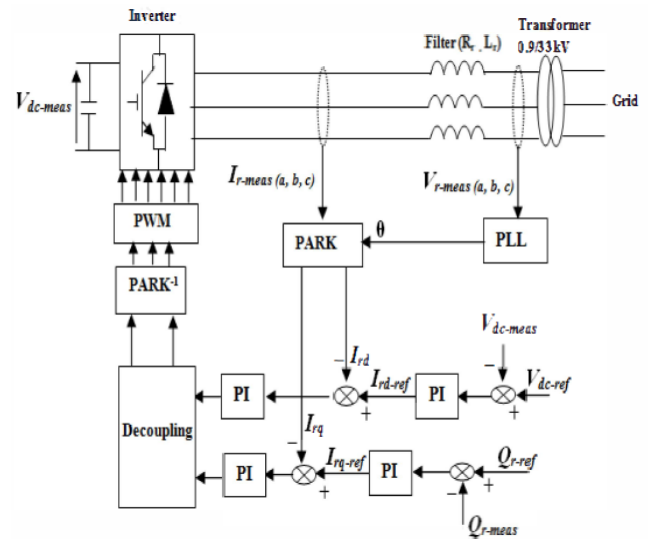 Inverter
Transformer
0.9/33kV
Filter (Rr , Lr)
Vdc-meas
Grid
Ir-meas (a, b, c)
Vr-meas (a, b, c)
PWM
PARK
θ
PLL
PARK-1
Vdc-meas
−
− Ird
Ird-ref
Vdc-ref
PI
+
PI
+
Decoupling
Irq
−
Irq-ref
Qr-ref
PI
+
PI
−
+
Qr-meas